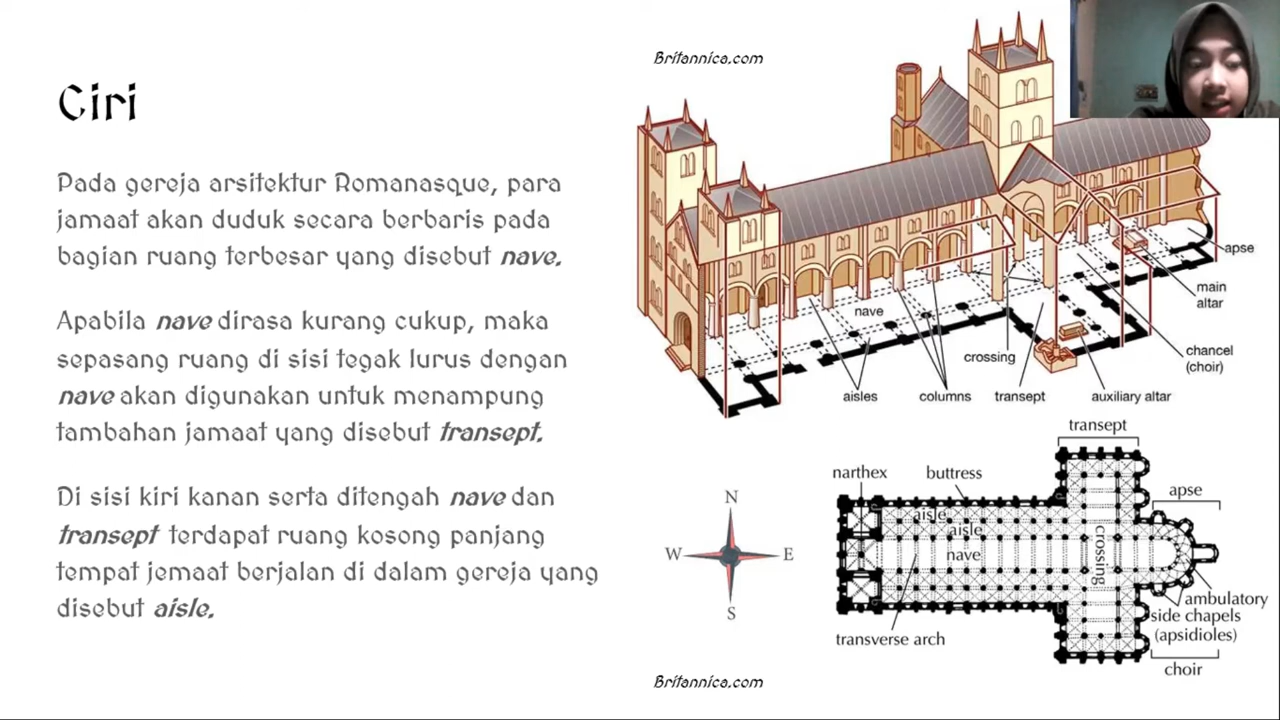 Ciri
Pada gereja arsitektur Romanasque, para
jamaat akan duduk secara berbaris pada
bagian ruang terbesar yang disebut nave.
Apabila nave dirasa kurang cukup, maka
sepasang ruang di sisi tegak lurus dengan
nave akan digunakan untuk menampung
tambahan jamaat yang disebut transept.
Di sisi kiri kanan serta ditengah nave dan
transept terdapat ruang kosong panjang
tempat jemaat berjalan di dalam gereja yang
disebut aisle.
Britannica.com
apse
main
altar
nave
crossing
chancel
(choir)
aisles
columns
transept
auxiliary altar
transept
narthex
buttress
apse
N
W
E
S
aisle
aisle
nave
crossing
ambulatory
side chapels
(apsidioles)
transverse arch
choir
Britannica.com